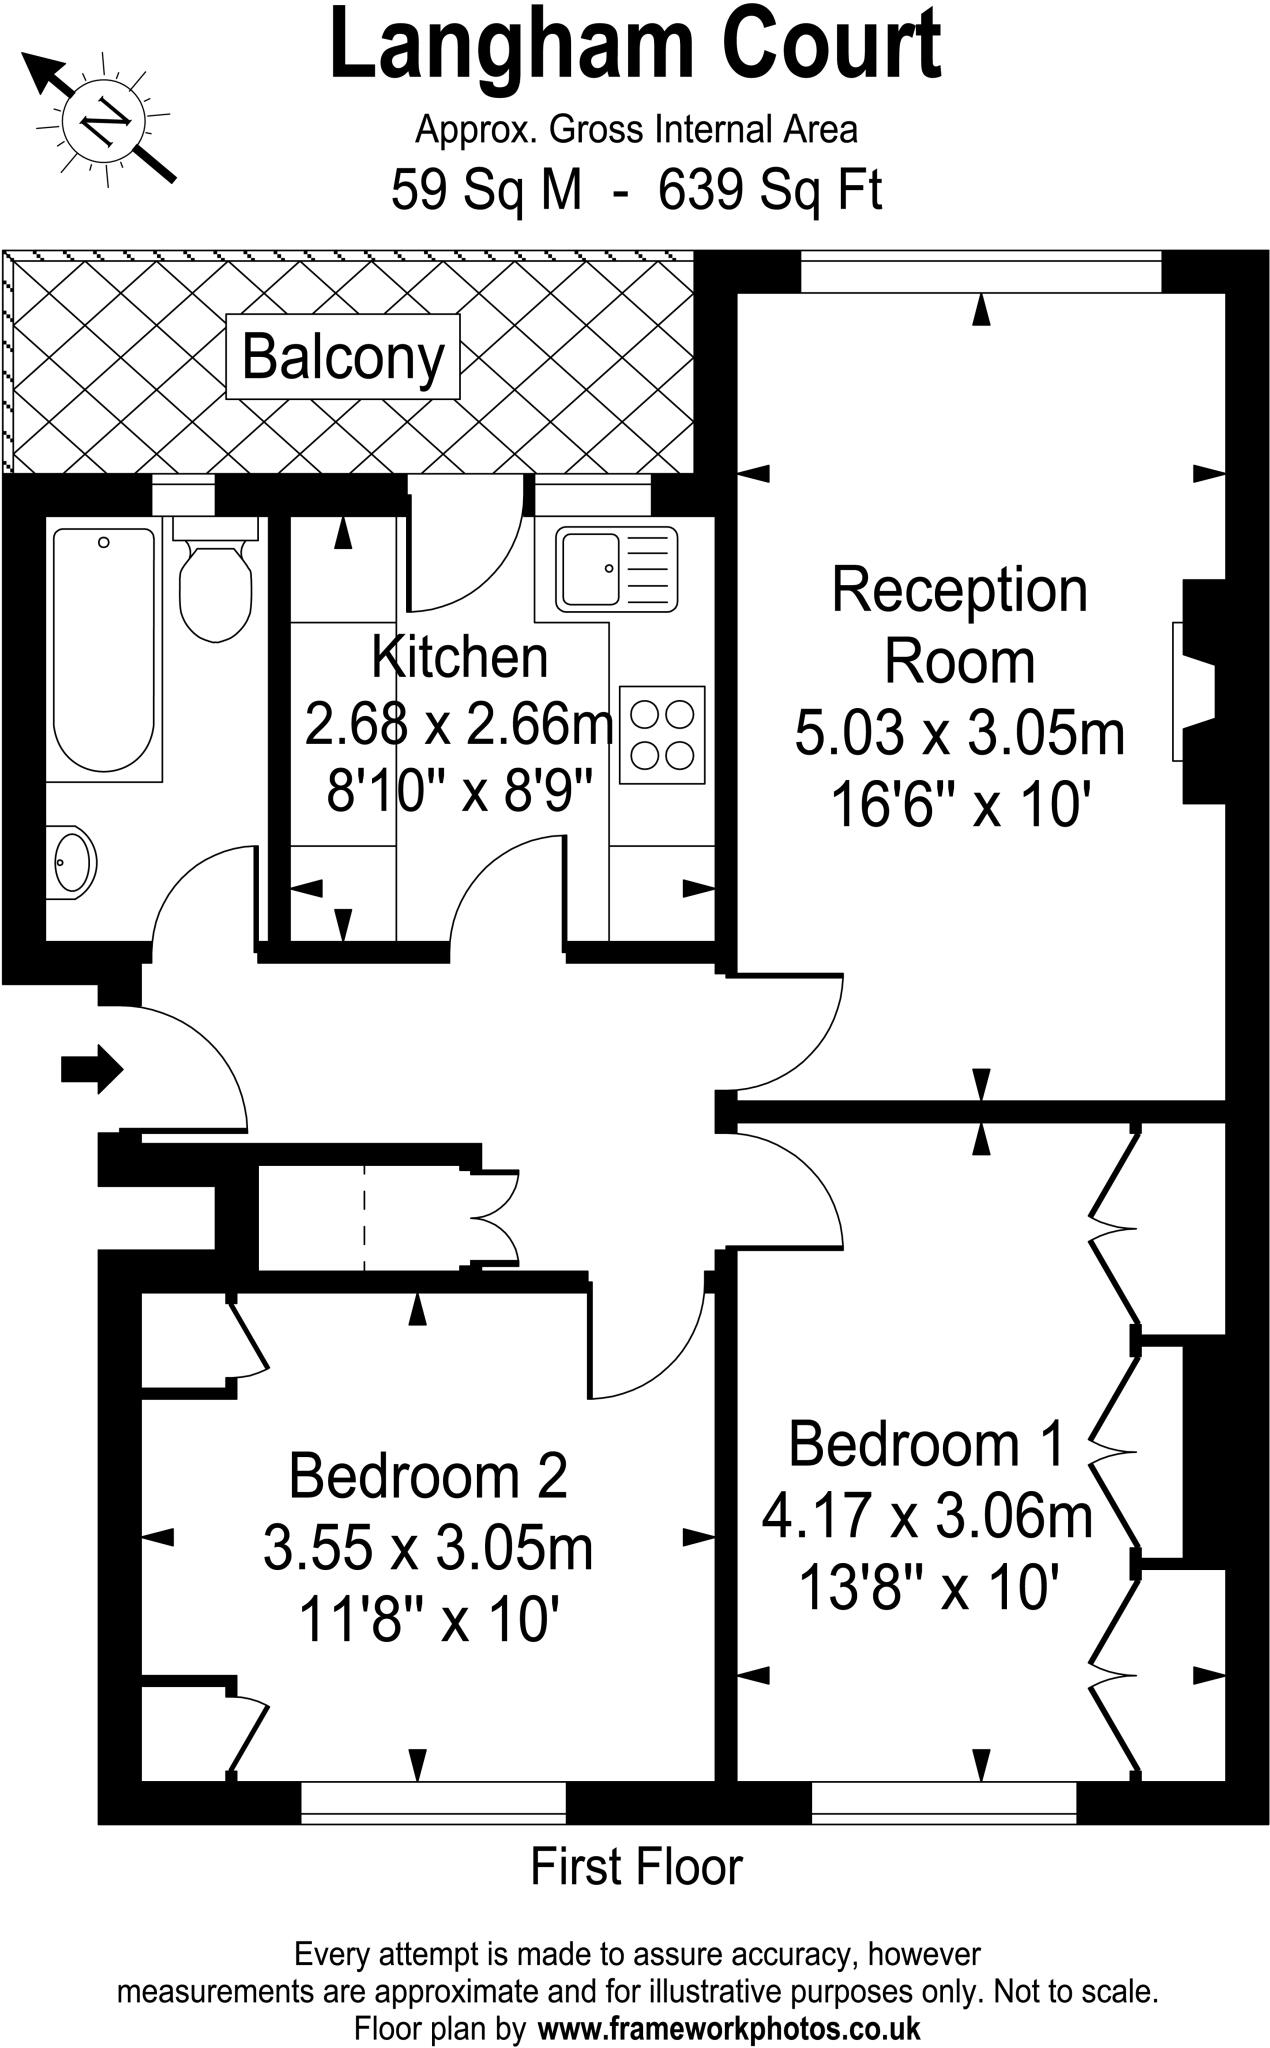 Langham Court
N
Approx. Gross Internal Area
59 Sq M - 639 Sq Ft
Balcony
Kitchen
2.68 x 2.66m
8'10" x 8'9"
Reception
Room
5.03 x 3.05m
16'6" x 10'
Bedroom 2
3.55 x 3.05m
11'8" x 10'
Bedroom 1
4.17 x 3.06m
13'8" x 10'
First Floor
Every attempt is made to assure accuracy, however
measurements are approximate and for illustrative purposes only. Not to scale.
Floor plan by www.frameworkphotos.co.uk